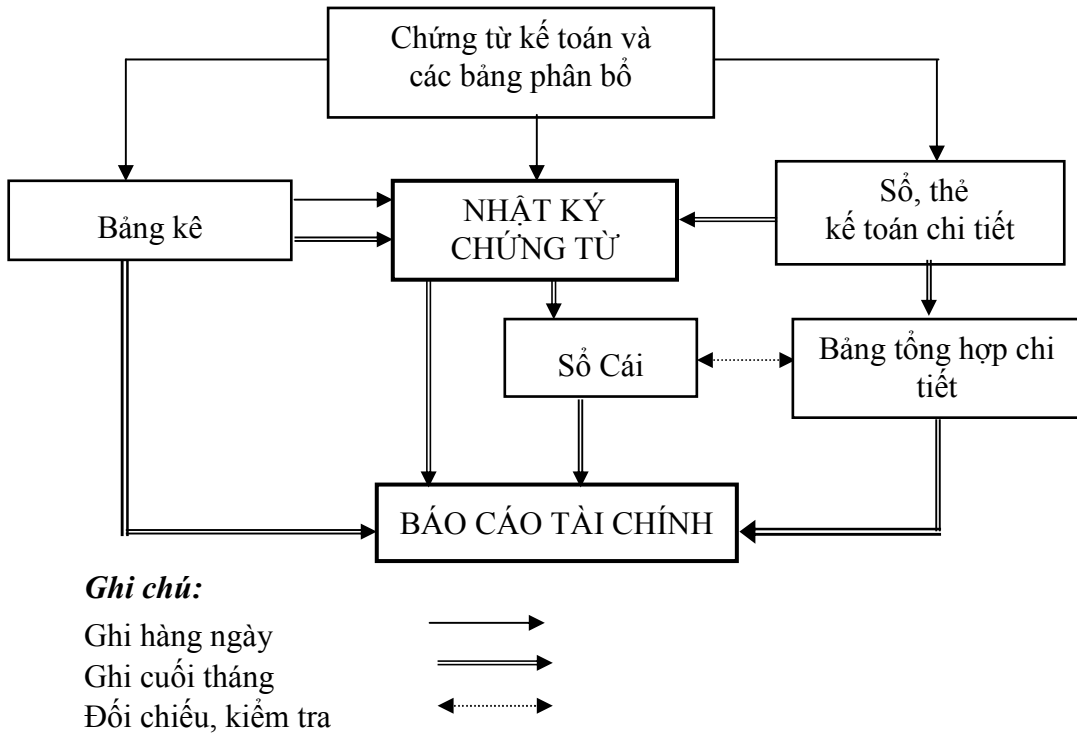 Chứng từ kế toán và
các bảng phân bổ
Bảng kê
NHẬT KÝ
CHỨNG TỪ
Sổ, thẻ
kế toán chi tiết
Sổ Cái
Bảng tổng hợp chi
tiết
BÁO CÁO TÀI CHÍNH
Ghi chú:
Ghi hàng ngày
Ghi cuối tháng
Đối chiếu, kiểm tra